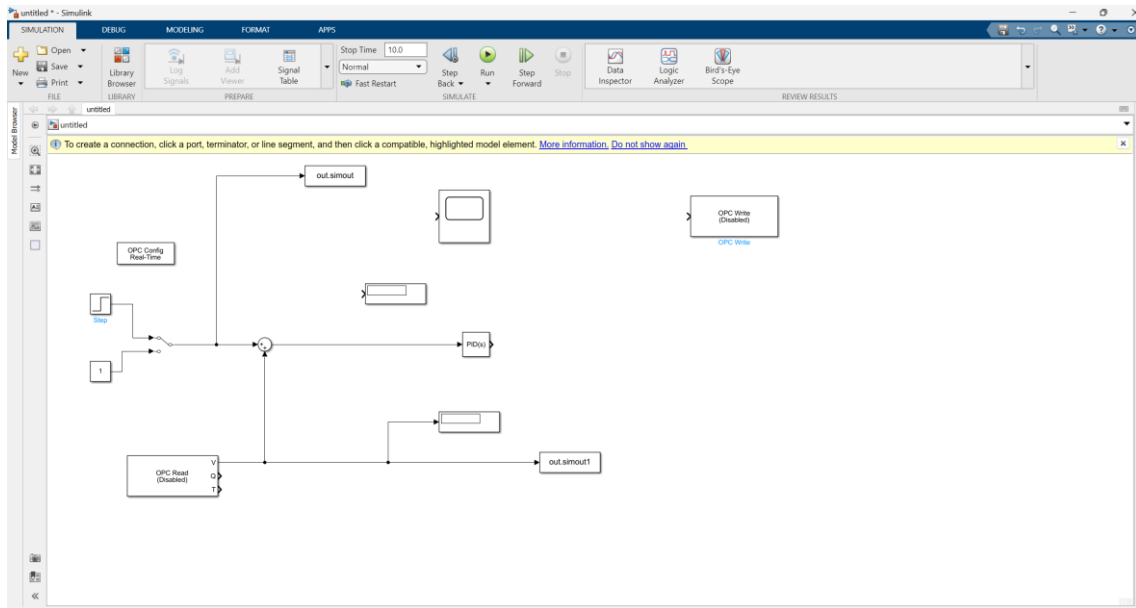 untitled * - Simulink
SIMULATION DEBUG MODELING FORMAT APPS
New
Open
Save
Print
FILE
Library Browser
LIBRARY
Log Signals
Add Viewer
Signal Table
PREPARE
Stop Time 10.0
Normal
Fast Restart
Step Back
Run
Step Forward
Stop
SIMULATE
Data Inspector
Logic Analyzer
Bird's-Eye Scope
REVIEW RESULTS
Model Browser
untitled
untitled
To create a connection, click a port, terminator, or line segment, and then click a compatible, highlighted model element. More information. Do not show again
out.simout
OPC Write
(Disabled)
OPC Write
OPC Config
Real-Time
Step
PID(s)
1
V
OPC Read
(Disabled)
Q
T
out.simout1